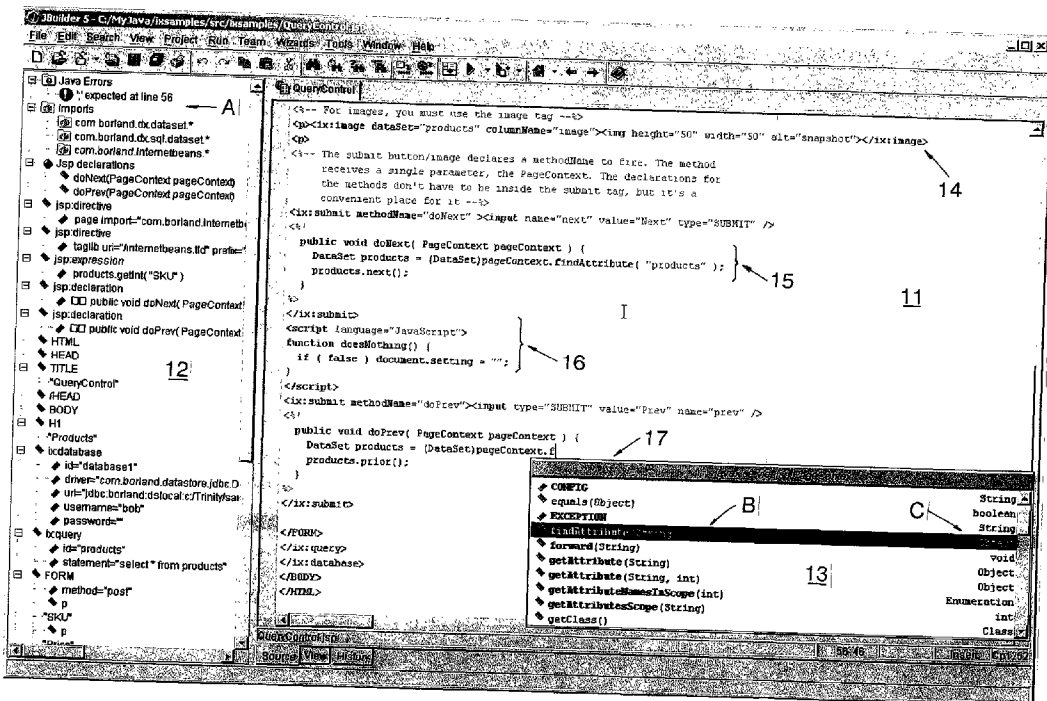 JBuilder 5 - C:/MyJava/ixsamples/src/ixsamples/QueryControl
File Edit Search View Project Run Team Wizards Tools Window Help
Java Errors
';' expected at line 56
A
Imports
com.borland.dx.dataset.*
com.borland.dx.sql.dataset.*
com.borland.internetbeans.*
Jsp declarations
doNext(PageContext pageContext)
doPrev(PageContext pageContext)
jsp:directive
page import="com.borland.internetb
jsp:directive
taglib uri="/internetbeans.tld" prefix="
jsp:expression
products.getInt( "SKU" )
jsp:declaration
public void doNext( PageContext
jsp:declaration
public void doPrev( PageContext
HTML
HEAD
TITLE
12
"QueryControl"
/HEAD
BODY
H1
"Products"
ix:database
id="database1"
driver="com.borland.datastore.jdbc.D
url="jdbc:borland:dslocal:c:/Trinity/sar
username="bob"
password=""
ix:query
id="products"
statement="select * from products"
FORM
method="post"
p
"SKU"
p
QueryControl
<%-- For images, you must use the image tag --%>
<p><ix:image dataSet="products" columnName="image"><img height="50" width="50" alt="snapshot"></ix:image>
<p>
14
<%-- The submit button/image declares a methodName to fire. The method
receives a single parameter, the PageContext. The declarations for
the methods don't have to be inside the submit tag, but it's a
convenient place for it --%>
<ix:submit methodName="doNext" ><input name="next" value="Next" type="SUBMIT" />
<%!
public void doNext( PageContext pageContext ) {
DataSet products = (DataSet)pageContext.findAttribute( "products" );
products.next();
}
15
11
%>
</ix:submit>
<script language="JavaScript">
function doesNothing() {
if ( false ) document.setting = "";
}
16
</script>
<ix:submit methodName="doPrev"><input type="SUBMIT" value="Prev" name="prev" />
<%!
public void doPrev( PageContext pageContext ) {
DataSet products = (DataSet)pageContext.f
products.prior();
}
17
%>
</ix:submit>
</FORM>
</ix:query>
</ix:database>
</BODY>
</HTML>
CONFIG String
equals(Object) boolean
EXCEPTION String
findAttribute(String)
B
C
forward(String) void
getAttribute(String) Object
getAttribute(String, int) Object
getAttributeNamesInScope(int) Enumeration
getAttributesScope(String) int
getClass() Class
13
QueryControl.jsp
Source View History
Insert